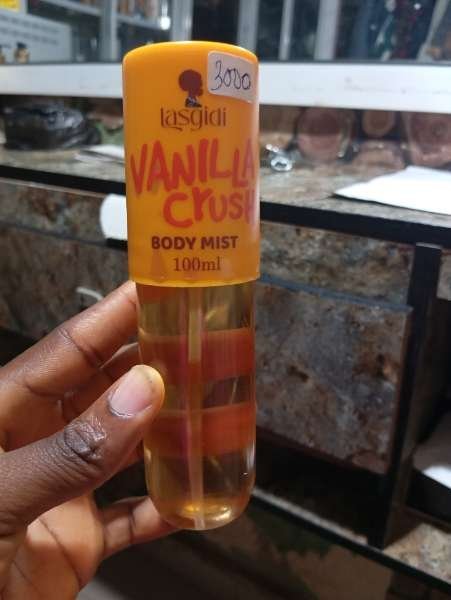 3000
lasgidi
VANILLA
Crush
BODY MIST
100ml